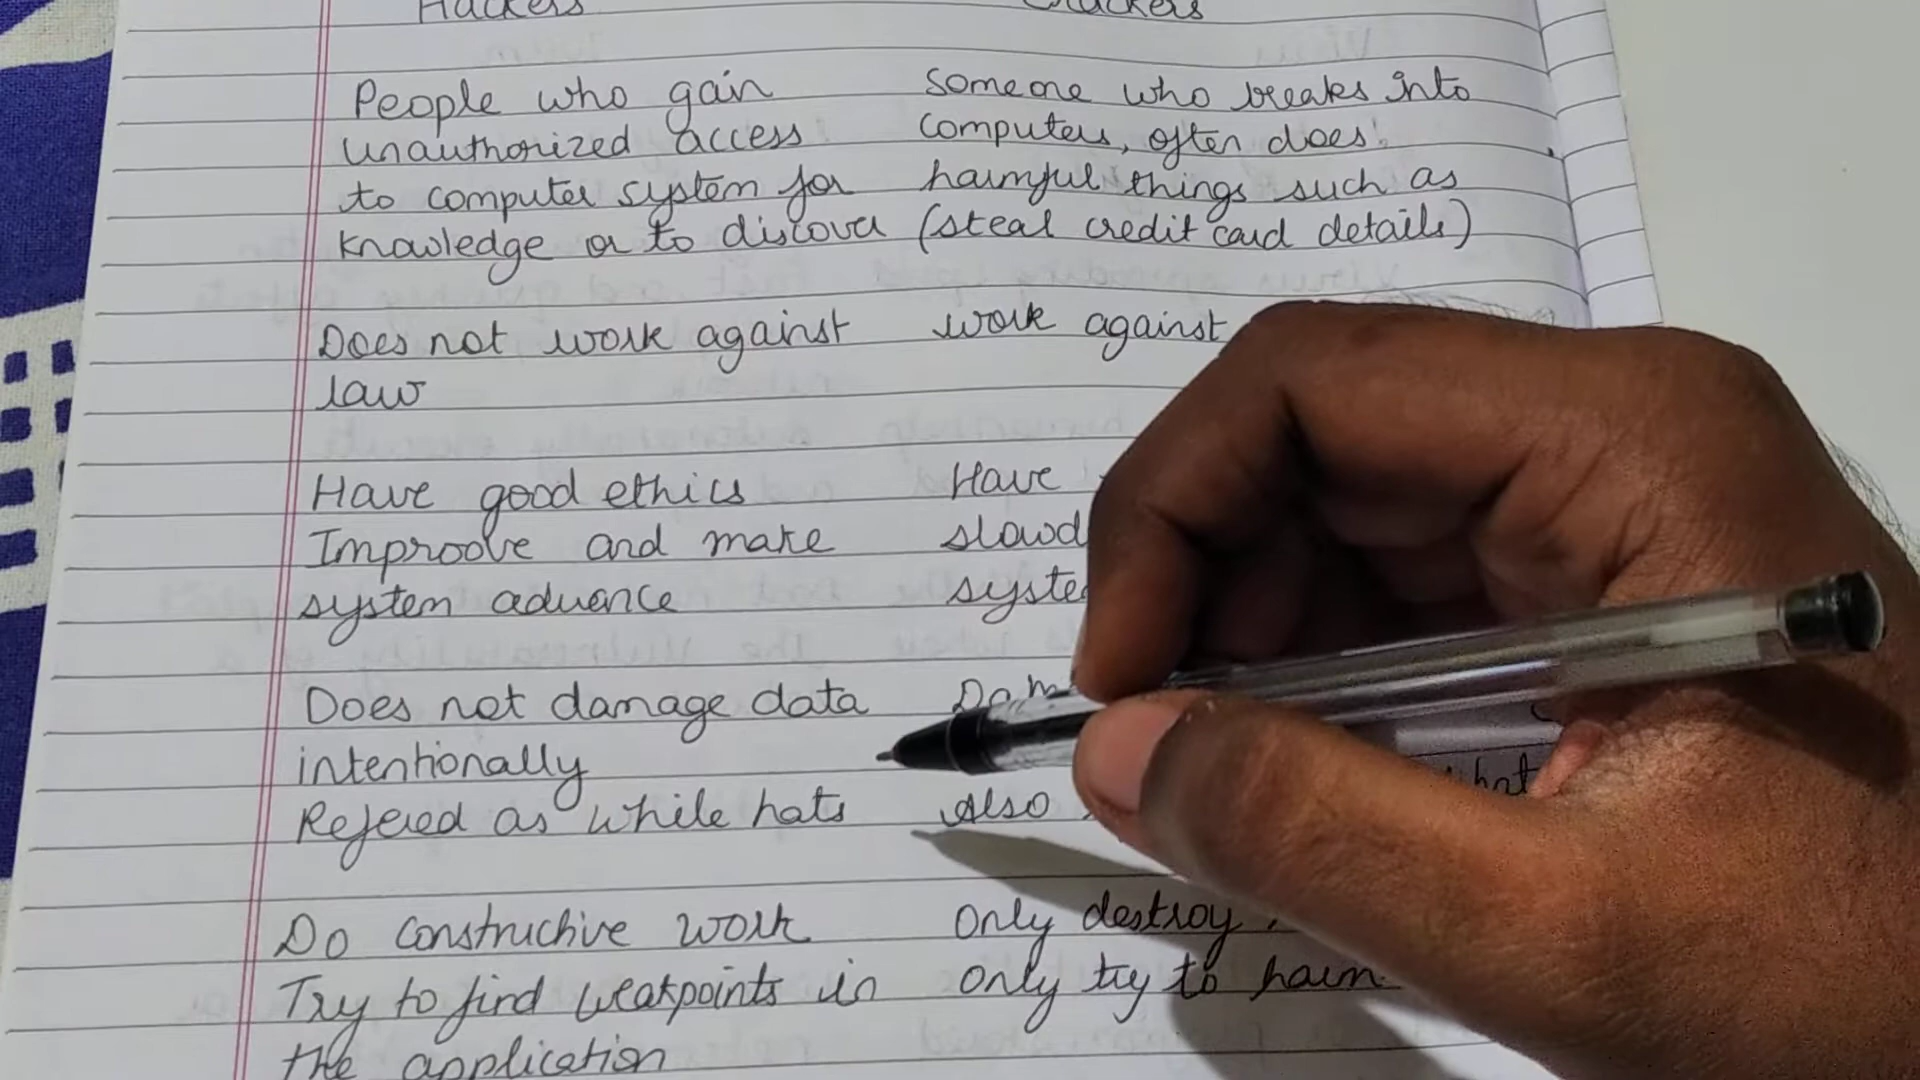 Hackers
Crackers
People who gain
unauthorized access
to computer system for
knowledge or to discover
Someone who breaks into
computers, often does
harmful things such as
(steal credit card details)
Does not work against
law
work against
Have good ethics
Have
Improove and make
system advance
Does not damage data
intentionally
Refered as while hats
Also
hat
Do constructive work
Only destroy
Try to find weakpoints in
the application
only try to harm